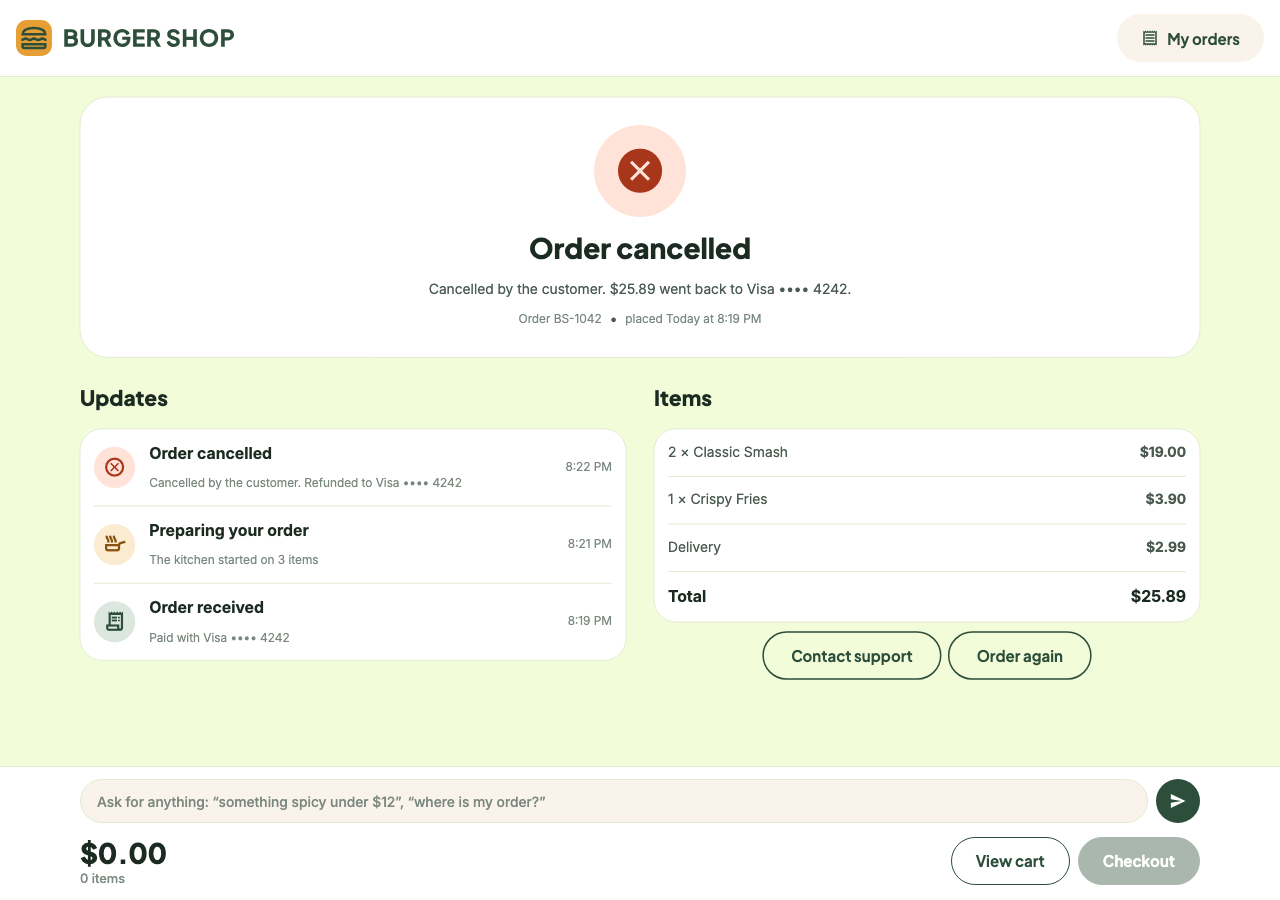 BURGER SHOP
My orders
Order cancelled
Cancelled by the customer. $25.89 went back to Visa •••• 4242.
Order BS-1042 • placed Today at 8:19 PM
Updates
Order cancelled
Cancelled by the customer. Refunded to Visa •••• 4242
8:22 PM
Preparing your order
The kitchen started on 3 items
8:21 PM
Order received
Paid with Visa •••• 4242
8:19 PM
Items
2 × Classic Smash $19.00
1 × Crispy Fries $3.90
Delivery $2.99
Total $25.89
Contact support
Order again
Ask for anything: “something spicy under $12”, “where is my order?”
$0.00
0 items
View cart
Checkout